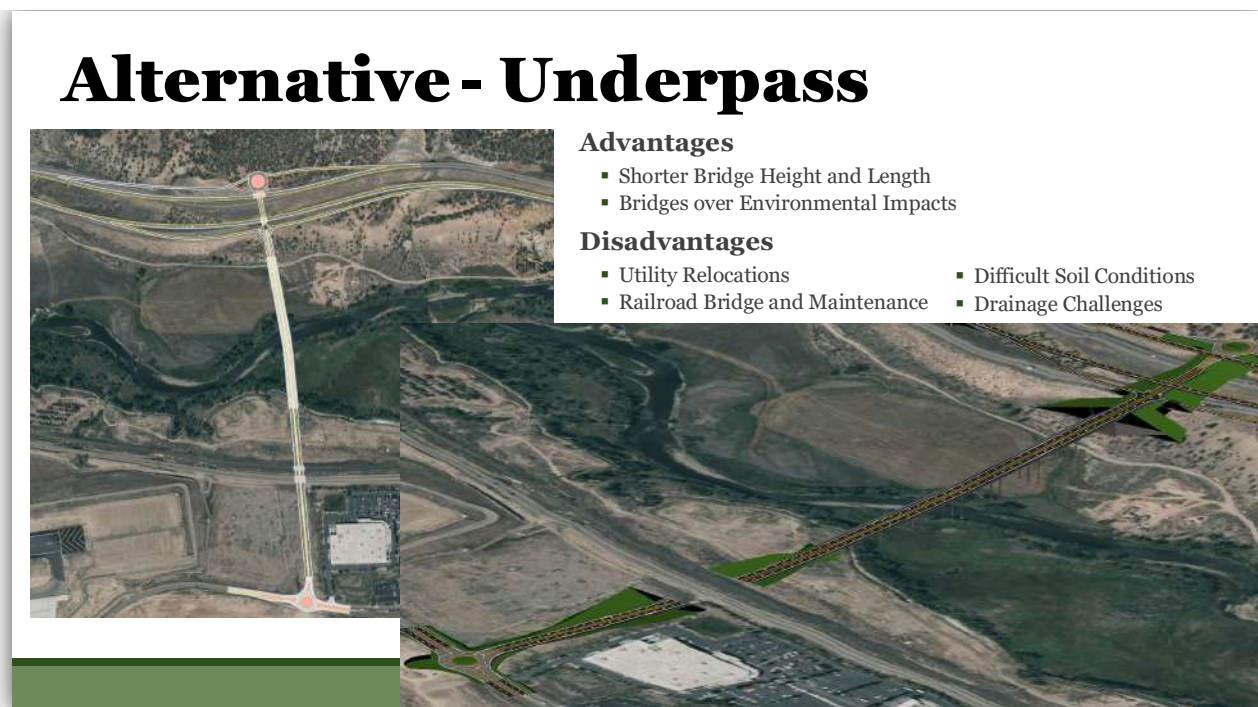 Alternative - Underpass
Advantages
▪ Shorter Bridge Height and Length
▪ Bridges over Environmental Impacts
Disadvantages
▪ Utility Relocations
▪ Railroad Bridge and Maintenance
▪ Difficult Soil Conditions
▪ Drainage Challenges